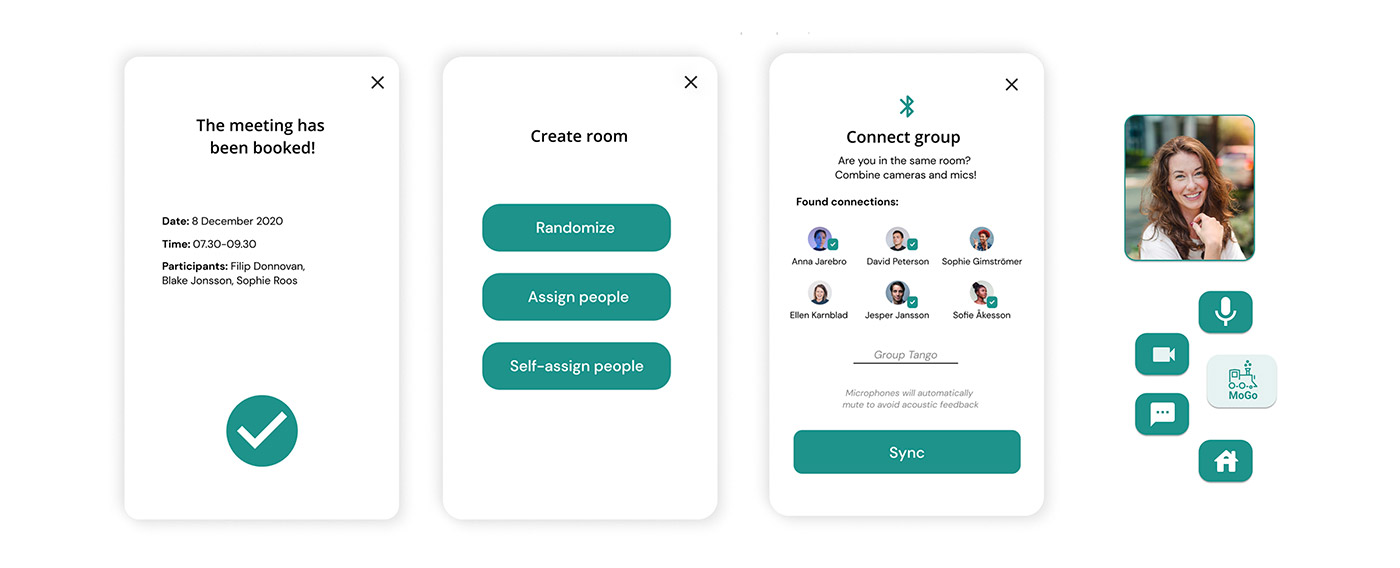 The meeting has
been booked!
Date: 8 December 2020
Time: 07.30-09.30
Participants: Filip Donnovan,
Blake Jonsson, Sophie Roos
Create room
Randomize
Assign people
Self-assign people
Connect group
Are you in the same room?
Combine cameras and mics!
Found connections:
Anna Jarebro David Peterson Sophie Gimströmer
Ellen Karnblad Jesper Jansson Sofie Åkesson
Group Tango
Microphones will automatically
mute to avoid acoustic feedback
Sync
MoGo